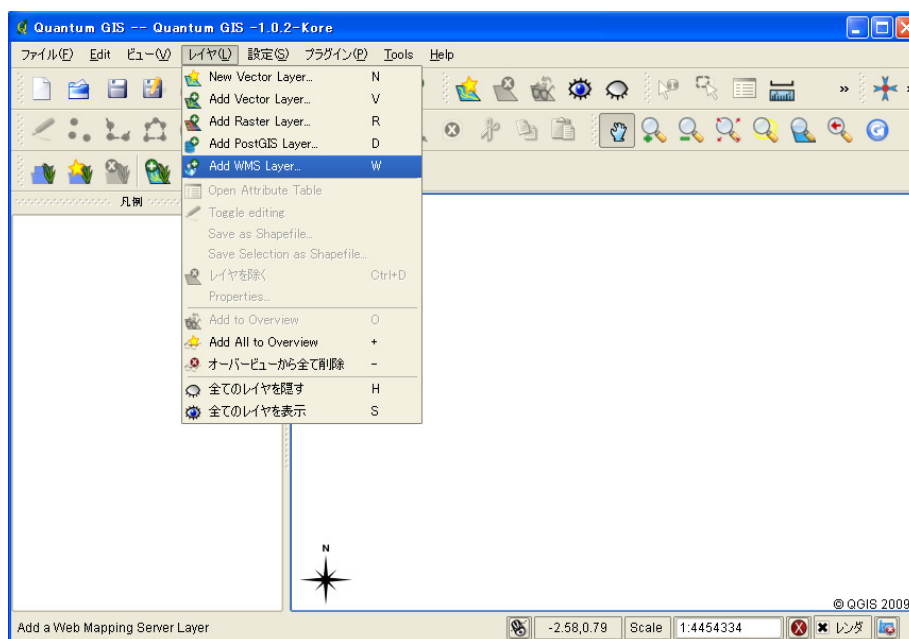 Quantum GIS -- Quantum GIS -1.0.2-Kore
ファイル(F) Edit ビュー(V) レイヤ(L) 設定(S) プラグイン(P) Tools Help
New Vector Layer... N
Add Vector Layer... V
Add Raster Layer... R
Add PostGIS Layer... D
Add WMS Layer... W
Open Attribute Table
Toggle editing
Save as Shapefile...
Save Selection as Shapefile...
レイヤを除く Ctrl+D
Properties...
Add to Overview O
Add All to Overview +
オーバービューから全て削除 -
全てのレイヤを隠す H
全てのレイヤを表示 S
凡例
N
© QGIS 2009
Add a Web Mapping Server Layer -2.58,0.79 Scale 1:4454334 レンダ